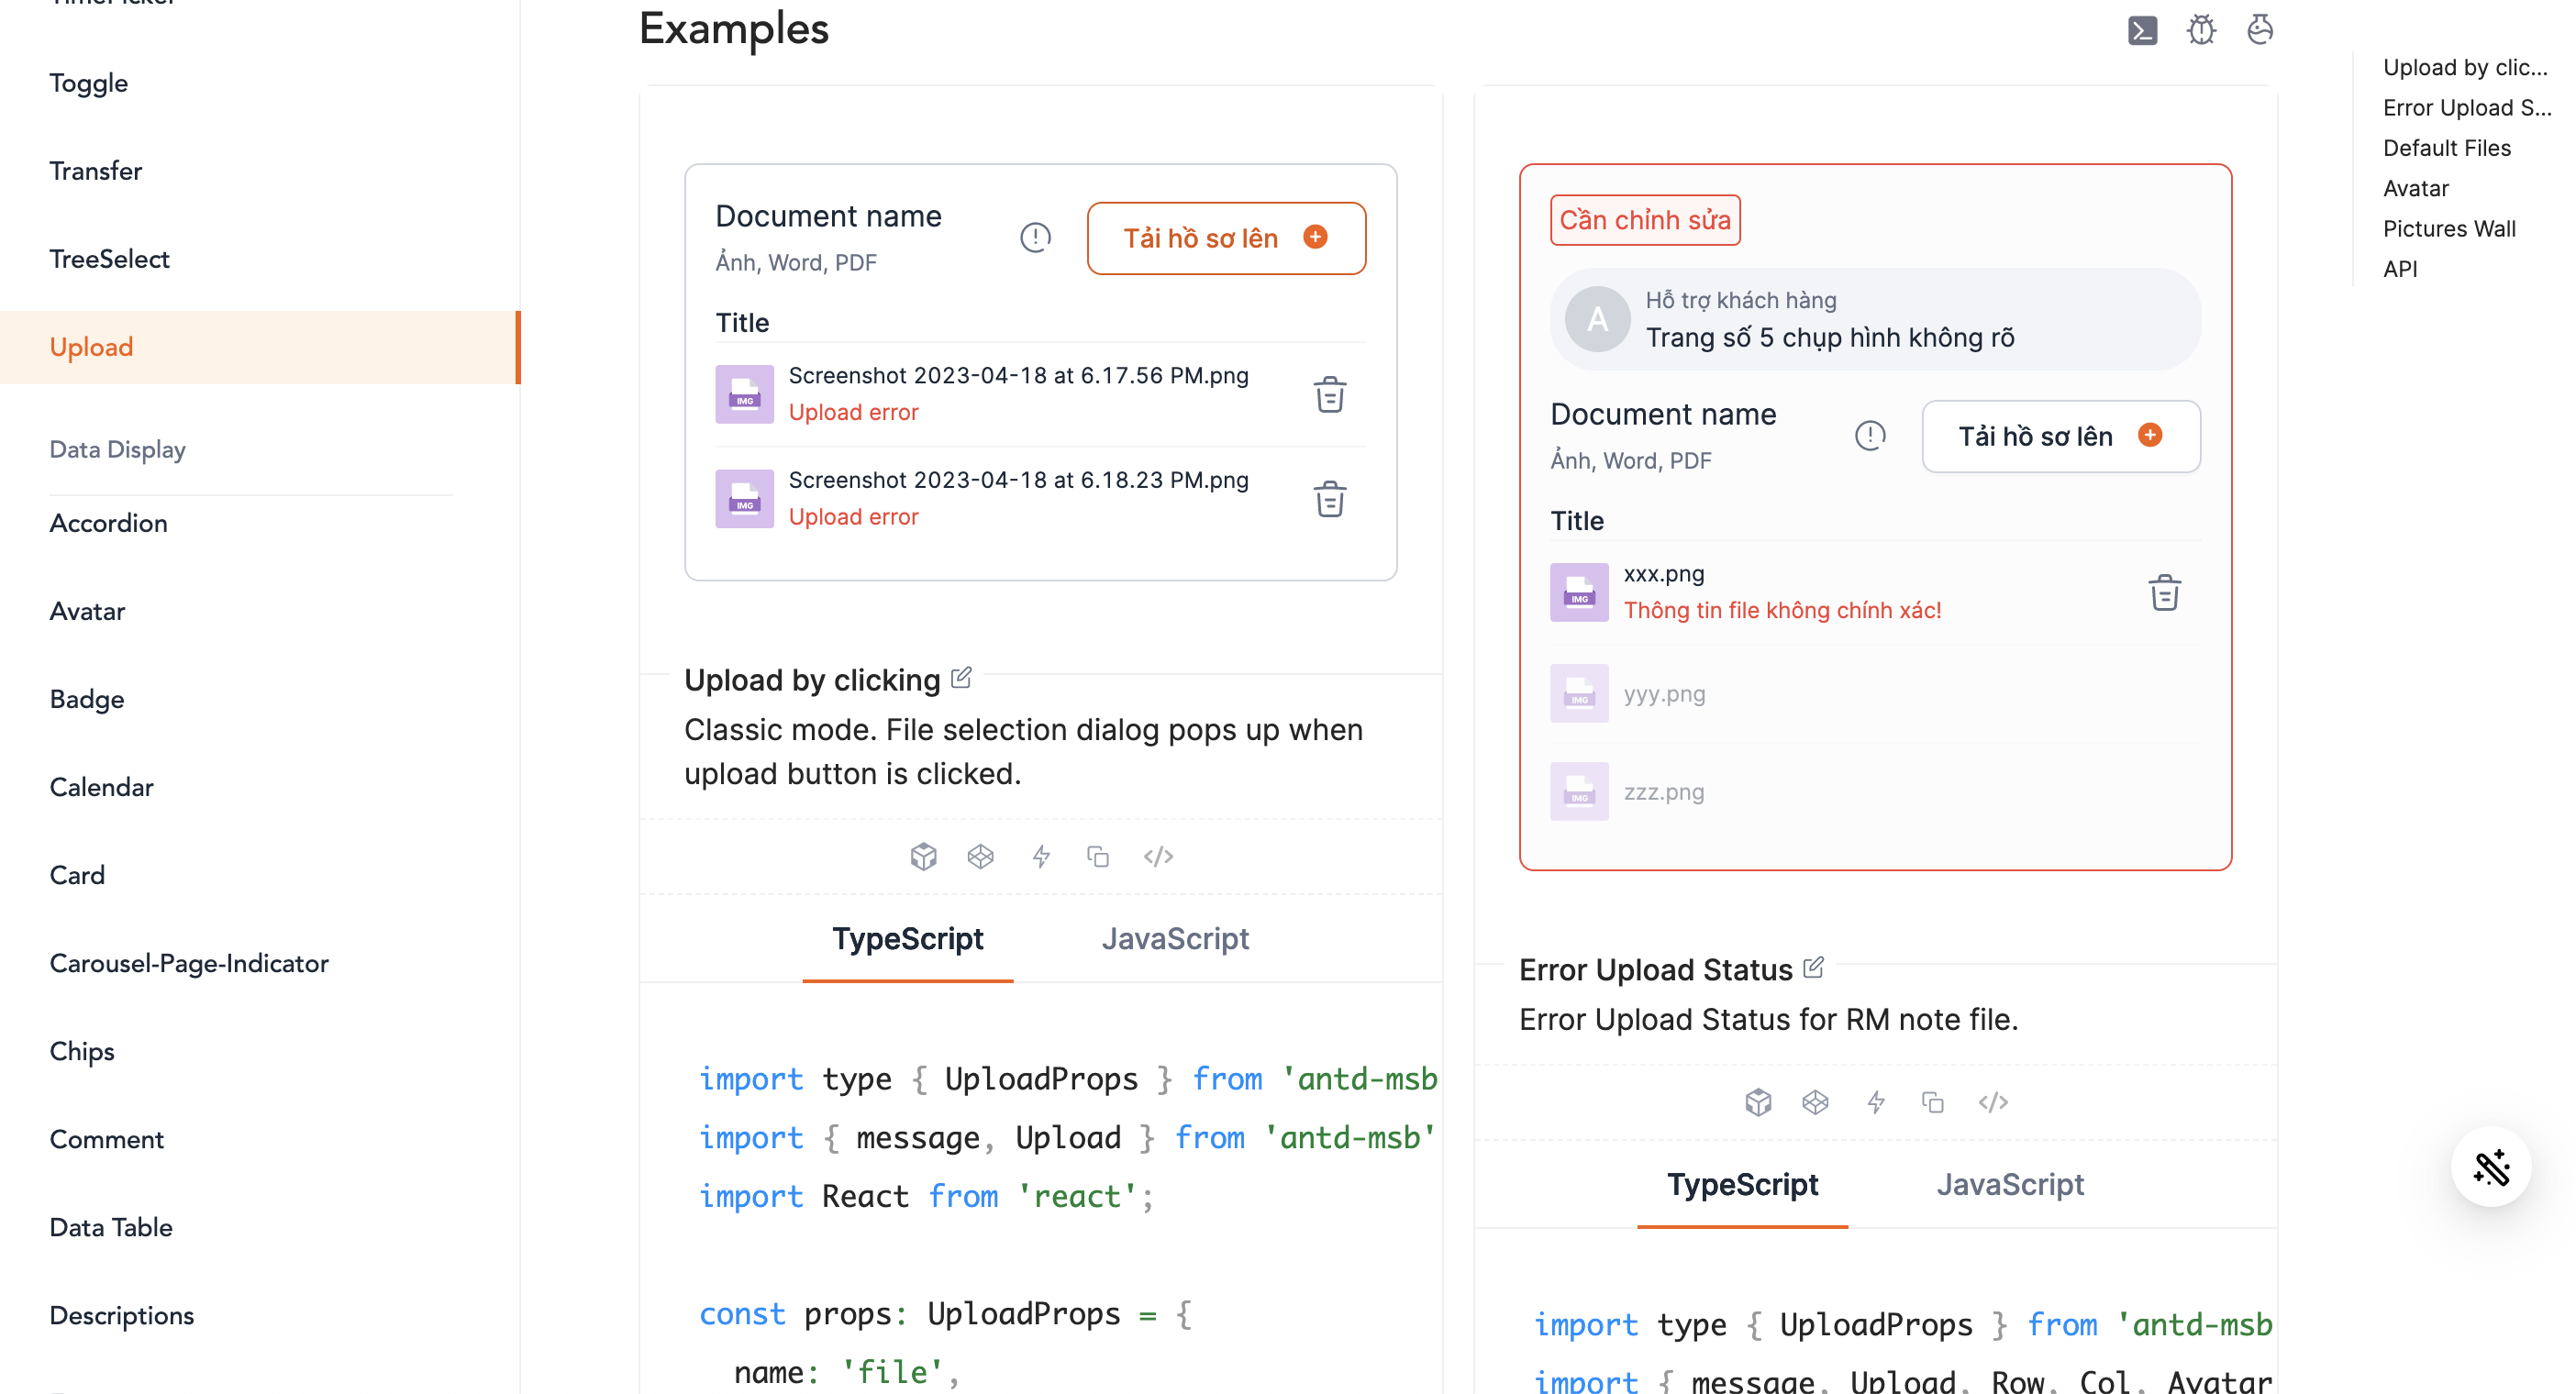 Examples
Toggle
Transfer
TreeSelect
Upload
Data Display
Accordion
Avatar
Badge
Calendar
Card
Carousel-Page-Indicator
Chips
Comment
Data Table
Descriptions
Document name
Ảnh, Word, PDF
Tải hồ sơ lên
Title
IMG
Screenshot 2023-04-18 at 6.17.56 PM.png
Upload error
IMG
Screenshot 2023-04-18 at 6.18.23 PM.png
Upload error
Upload by clicking
Classic mode. File selection dialog pops up when
upload button is clicked.
TypeScript JavaScript
import type { UploadProps } from 'antd-msb
import { message, Upload } from 'antd-msb'
import React from 'react';
const props: UploadProps = {
name: 'file',
Cần chỉnh sửa
A
Hỗ trợ khách hàng
Trang số 5 chụp hình không rõ
Document name
Ảnh, Word, PDF
Tải hồ sơ lên
Title
IMG
xxx.png
Thông tin file không chính xác!
IMG
yyy.png
IMG
zzz.png
Error Upload Status
Error Upload Status for RM note file.
TypeScript JavaScript
import type { UploadProps } from 'antd-msb
import { message, Upload, Row, Col, Avatar
Upload by clic...
Error Upload S...
Default Files
Avatar
Pictures Wall
API